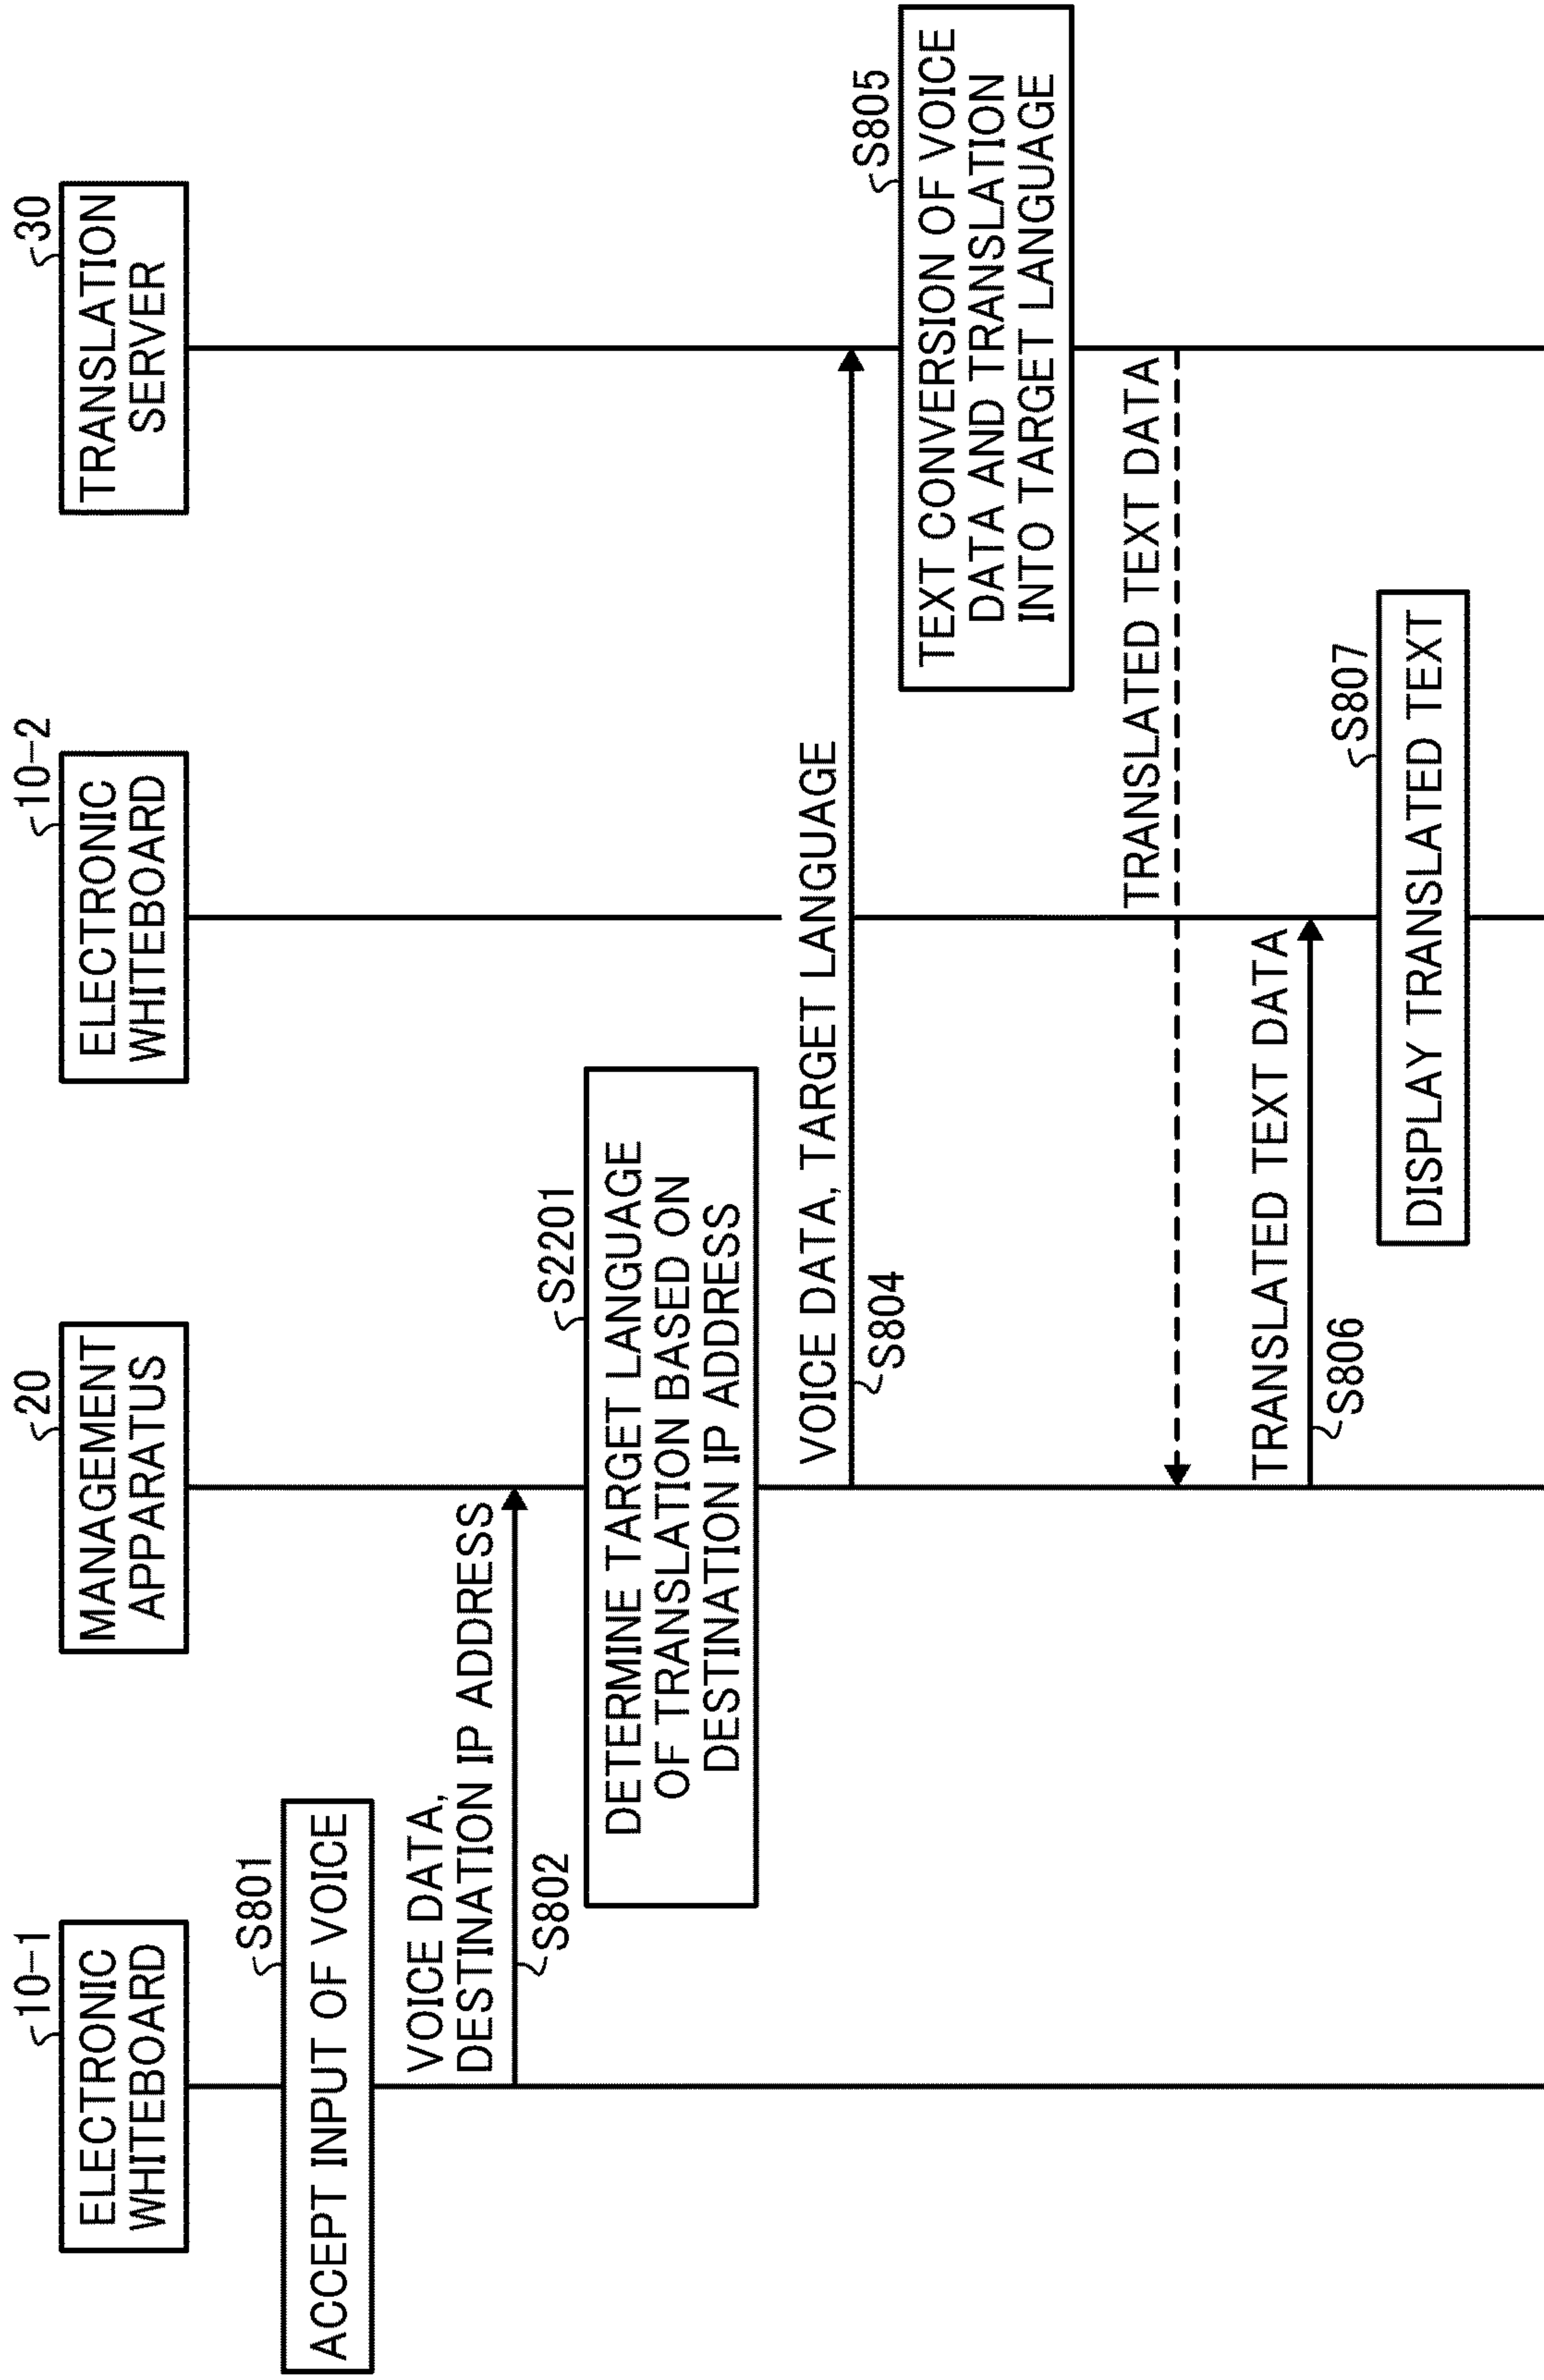 10-1
ELECTRONIC
WHITEBOARD
20
MANAGEMENT
APPARATUS
10-2
ELECTRONIC
WHITEBOARD
30
TRANSLATION
SERVER
S801
ACCEPT INPUT OF VOICE
VOICE DATA,
DESTINATION IP ADDRESS
S802
S2201
DETERMINE TARGET LANGUAGE
OF TRANSLATION BASED ON
DESTINATION IP ADDRESS
VOICE DATA, TARGET LANGUAGE
S804
S805
TEXT CONVERSION OF VOICE
DATA AND TRANSLATION
INTO TARGET LANGUAGE
TRANSLATED TEXT DATA
TRANSLATED TEXT DATA
S806
S807
DISPLAY TRANSLATED TEXT